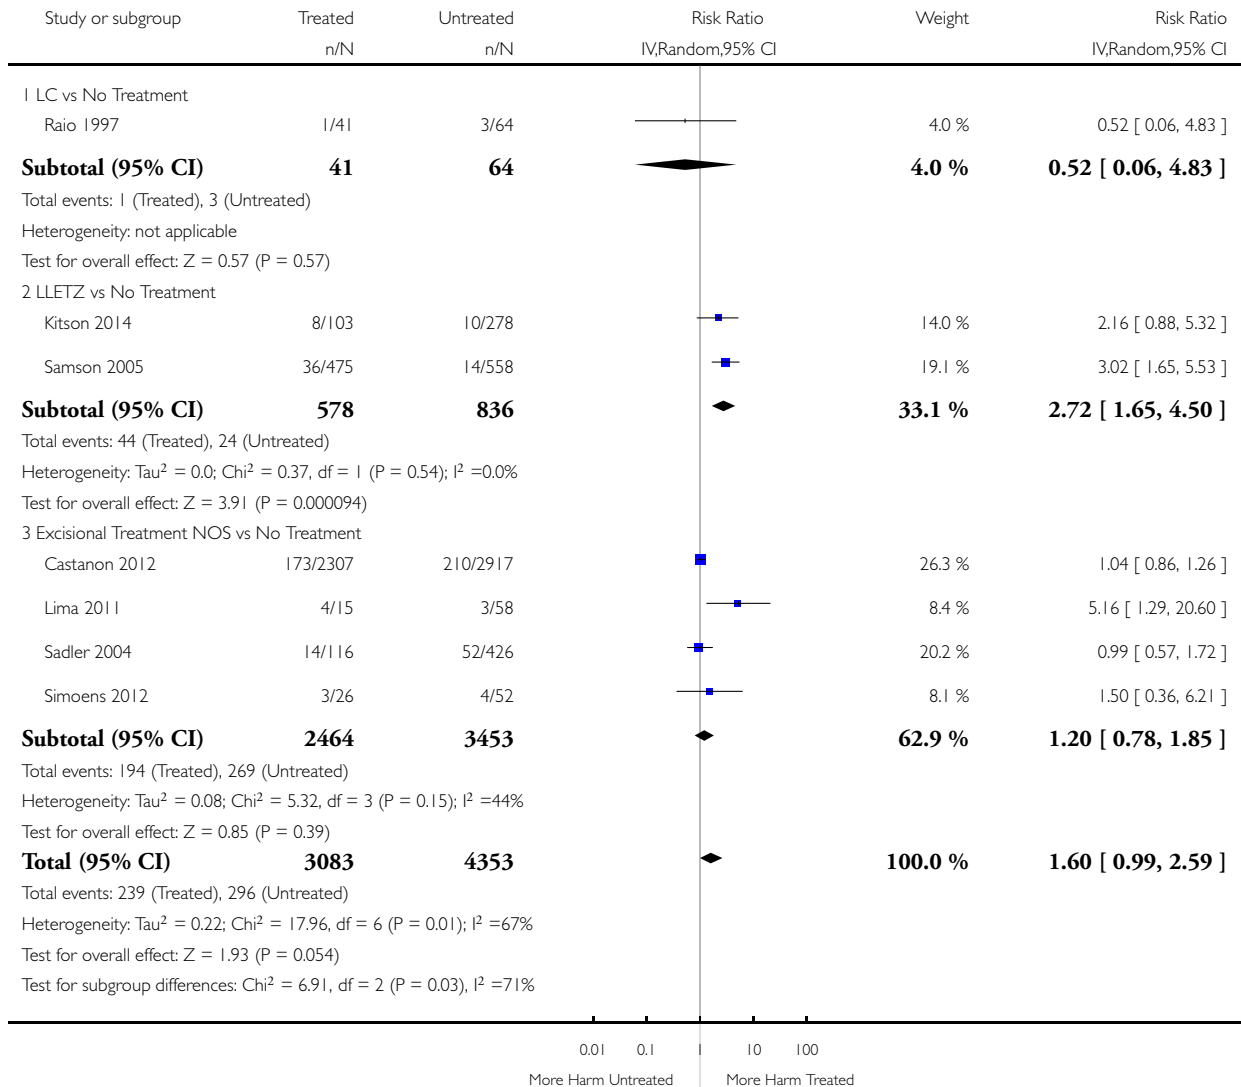 Study or subgroup Treated Untreated Risk Ratio Weight Risk Ratio
n/N n/N IV,Random,95% CI IV,Random,95% CI
1 LC vs No Treatment
Raio 1997 1/41 3/64 4.0 % 0.52 [ 0.06, 4.83 ]
Subtotal (95% CI) 41 64 4.0 % 0.52 [ 0.06, 4.83 ]
Total events: 1 (Treated), 3 (Untreated)
Heterogeneity: not applicable
Test for overall effect: Z = 0.57 (P = 0.57)
2 LLETZ vs No Treatment
Kitson 2014 8/103 10/278 14.0 % 2.16 [ 0.88, 5.32 ]
Samson 2005 36/475 14/558 19.1 % 3.02 [ 1.65, 5.53 ]
Subtotal (95% CI) 578 836 33.1 % 2.72 [ 1.65, 4.50 ]
Total events: 44 (Treated), 24 (Untreated)
Heterogeneity: Tau² = 0.0; Chi² = 0.37, df = 1 (P = 0.54); I² =0.0%
Test for overall effect: Z = 3.91 (P = 0.000094)
3 Excisional Treatment NOS vs No Treatment
Castanon 2012 173/2307 210/2917 26.3 % 1.04 [ 0.86, 1.26 ]
Lima 2011 4/15 3/58 8.4 % 5.16 [ 1.29, 20.60 ]
Sadler 2004 14/116 52/426 20.2 % 0.99 [ 0.57, 1.72 ]
Simoens 2012 3/26 4/52 8.1 % 1.50 [ 0.36, 6.21 ]
Subtotal (95% CI) 2464 3453 62.9 % 1.20 [ 0.78, 1.85 ]
Total events: 194 (Treated), 269 (Untreated)
Heterogeneity: Tau² = 0.08; Chi² = 5.32, df = 3 (P = 0.15); I² =44%
Test for overall effect: Z = 0.85 (P = 0.39)
Total (95% CI) 3083 4353 100.0 % 1.60 [ 0.99, 2.59 ]
Total events: 239 (Treated), 296 (Untreated)
Heterogeneity: Tau² = 0.22; Chi² = 17.96, df = 6 (P = 0.01); I² =67%
Test for overall effect: Z = 1.93 (P = 0.054)
Test for subgroup differences: Chi² = 6.91, df = 2 (P = 0.03), I² =71%
0.01 0.1 1 10 100
More Harm Untreated More Harm Treated